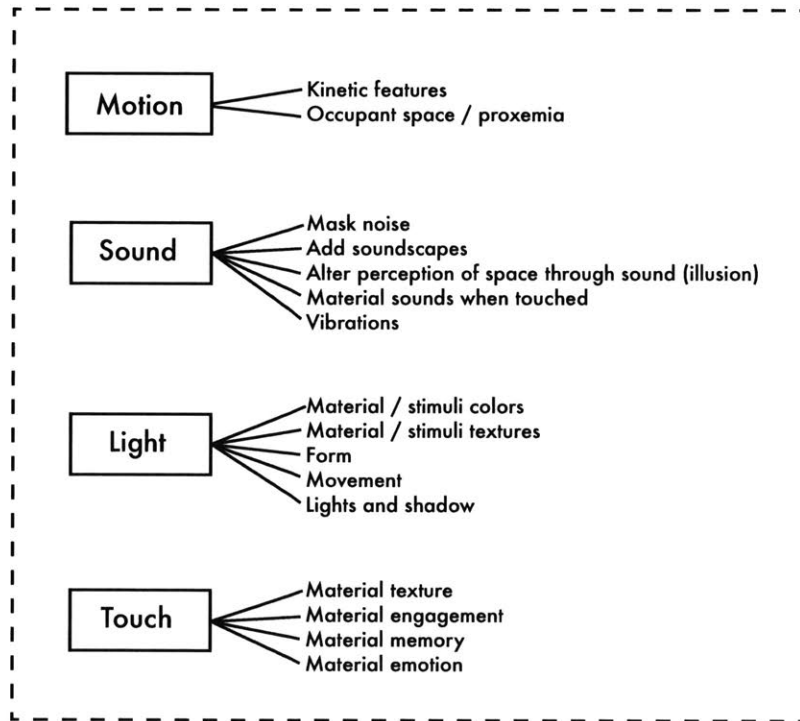 Motion
Kinetic features
Occupant space / proxemia
Sound
Mask noise
Add soundscapes
Alter perception of space through sound (illusion)
Material sounds when touched
Vibrations
Light
Material / stimuli colors
Material / stimuli textures
Form
Movement
Lights and shadow
Touch
Material texture
Material engagement
Material memory
Material emotion